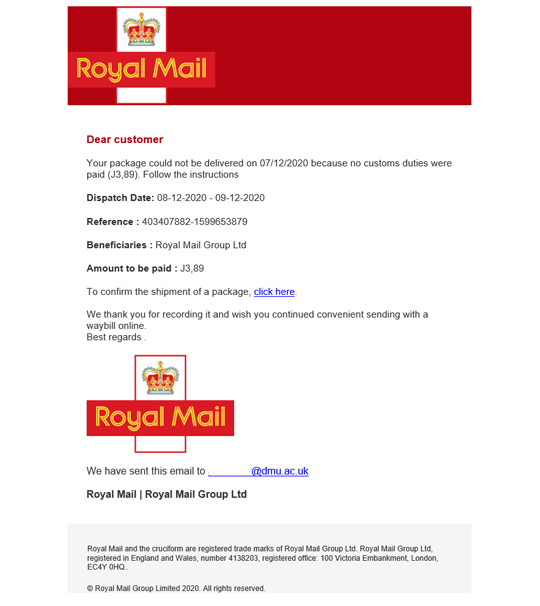 Royal Mail
Dear customer
Your package could not be delivered on 07/12/2020 because no customs duties were
paid (J3,89). Follow the instructions
Dispatch Date: 08-12-2020 - 09-12-2020
Reference : 403407882-1599653879
Beneficiaries : Royal Mail Group Ltd
Amount to be paid : J3,89
To confirm the shipment of a package, click here.
We thank you for recording it and wish you continued convenient sending with a
waybill online.
Best regards .
Royal Mail
We have sent this email to @dmu.ac.uk
Royal Mail | Royal Mail Group Ltd
Royal Mail and the cruciform are registered trade marks of Royal Mail Group Ltd. Royal Mail Group Ltd,
registered in England and Wales, number 4138203, registered office: 100 Victoria Embankment, London,
EC4Y 0HQ..
© Royal Mail Group Limited 2020. All rights reserved.